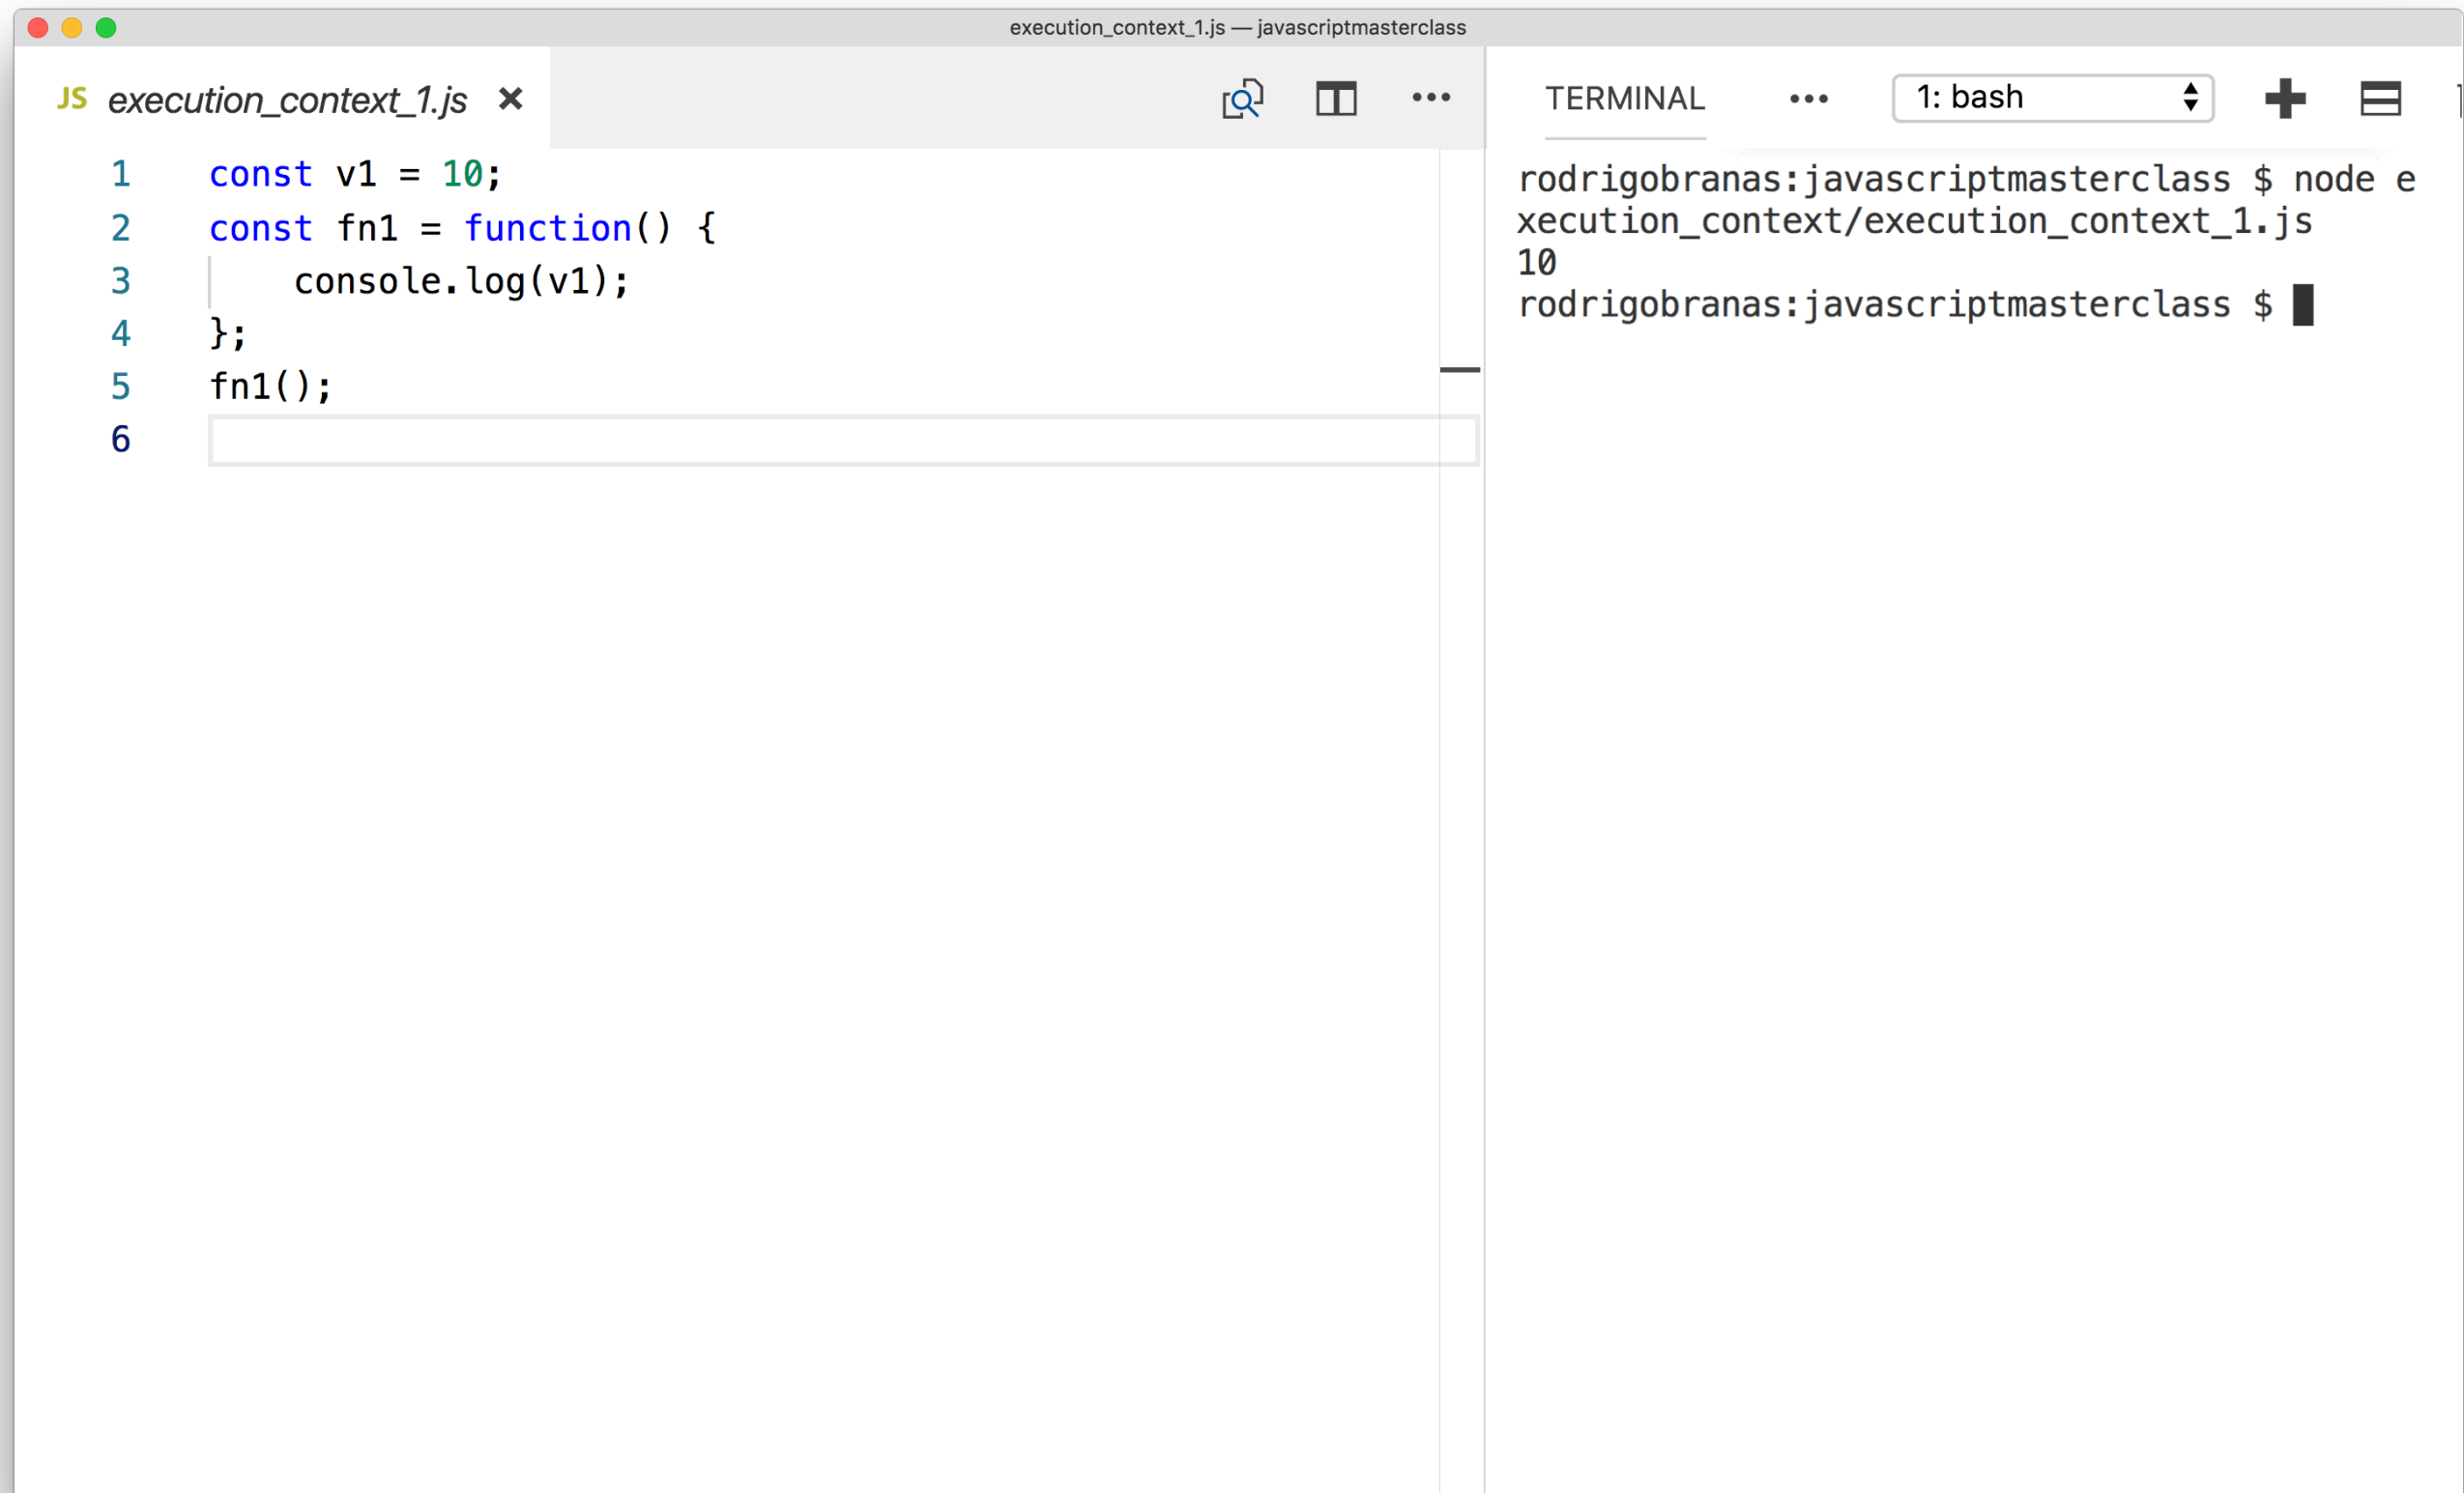 execution_context_1.js — javascriptmasterclass
JS execution_context_1.js
TERMINAL
1: bash
1 const v1 = 10;
2 const fn1 = function() {
3 console.log(v1);
4 };
5 fn1();
6
rodrigobranas:javascriptmasterclass $ node e
xecution_context/execution_context_1.js
10
rodrigobranas:javascriptmasterclass $